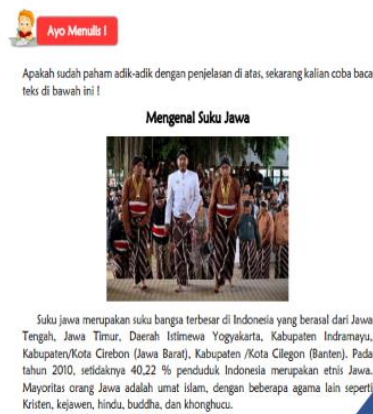 Ayo Menulis !
Apakah sudah paham adik-adik dengan penjelasan di atas, sekarang kalian coba baca
teks di bawah ini !
Mengenal Suku Jawa
Suku jawa merupakan suku bangsa terbesar di Indonesia yang berasal dari Jawa
Tengah, Jawa Timur, Daerah Istimewa Yogyakarta, Kabupaten Indramayu,
Kabupaten/Kota Cirebon (Jawa Barat), Kabupaten /Kota Cilegon (Banten). Pada
tahun 2010, setidaknya 40,22 % penduduk Indonesia merupakan etnis Jawa.
Mayoritas orang Jawa adalah umat islam, dengan beberapa agama lain seperti
Kristen, kejawen, hindu, buddha, dan khonghucu.